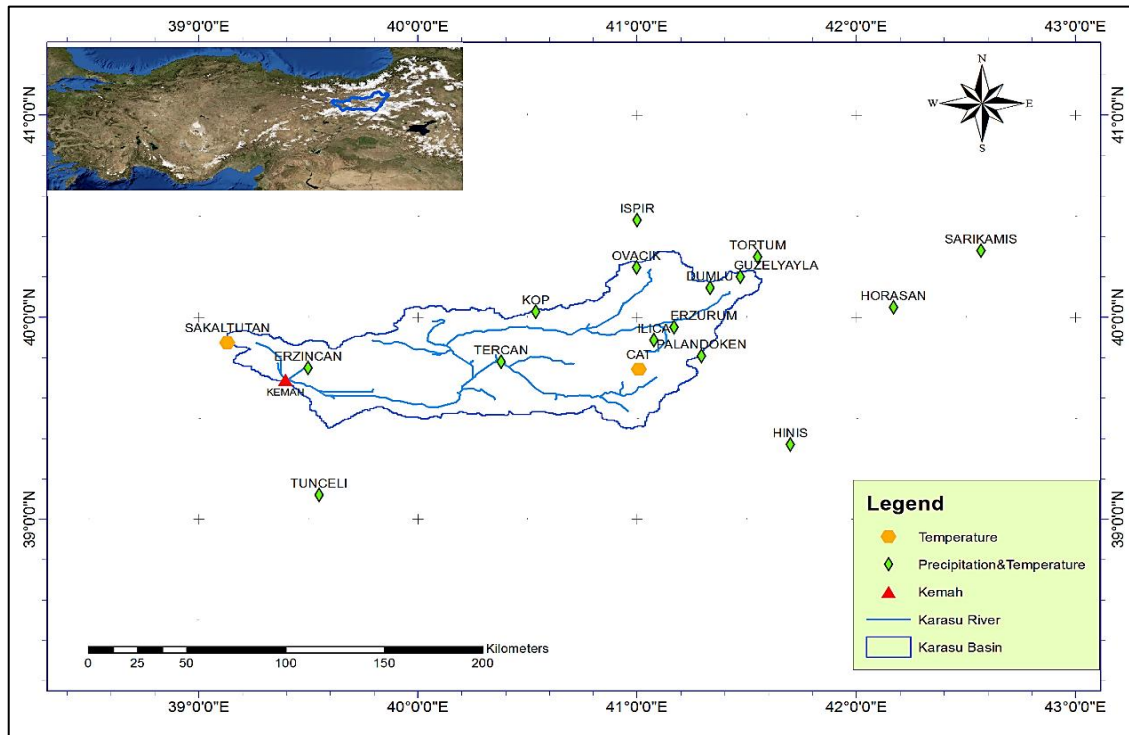 39°0'0"E 40°0'0"E 41°0'0"E 42°0'0"E 43°0'0"E
41°0'0"N
41°0'0"N
N
W
E
S
ISPIR
SARIKAMIS
TORTUM
OVACIK
GUZELYAYLA
DUMLU
HORASAN
KOP
40°0'0"N
40°0'0"N
SAKALTUTAN
ERZURUM
ILICA
PALANDOKEN
TERCAN
CAT
ERZINCAN
KEMAH
HINIS
TUNCELI
39°0'0"N
39°0'0"N
Legend
Temperature
Precipitation&Temperature
Kemah
Karasu River
Karasu Basin
Kilometers
0 25 50 100 150 200
39°0'0"E 40°0'0"E 41°0'0"E 42°0'0"E 43°0'0"E